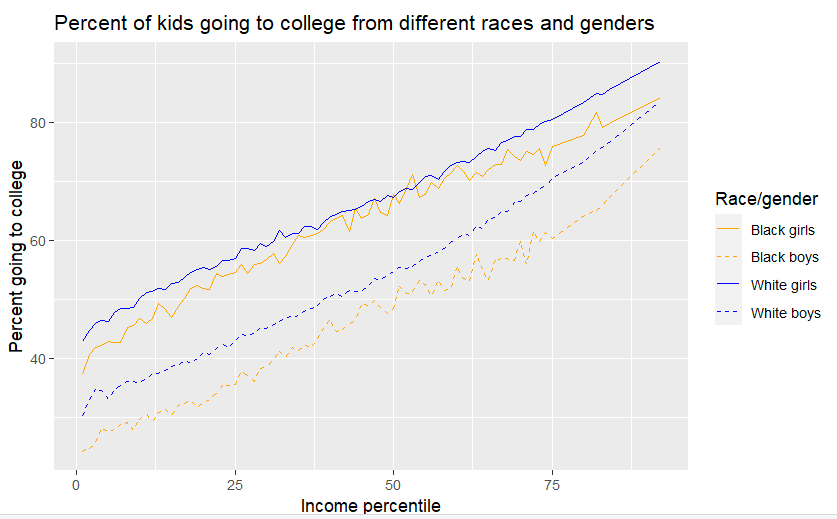 Percent of kids going to college from different races and genders
Percent going to college
80
60
40
0
25
50
75
Income percentile
Race/gender
Black girls
Black boys
White girls
White boys